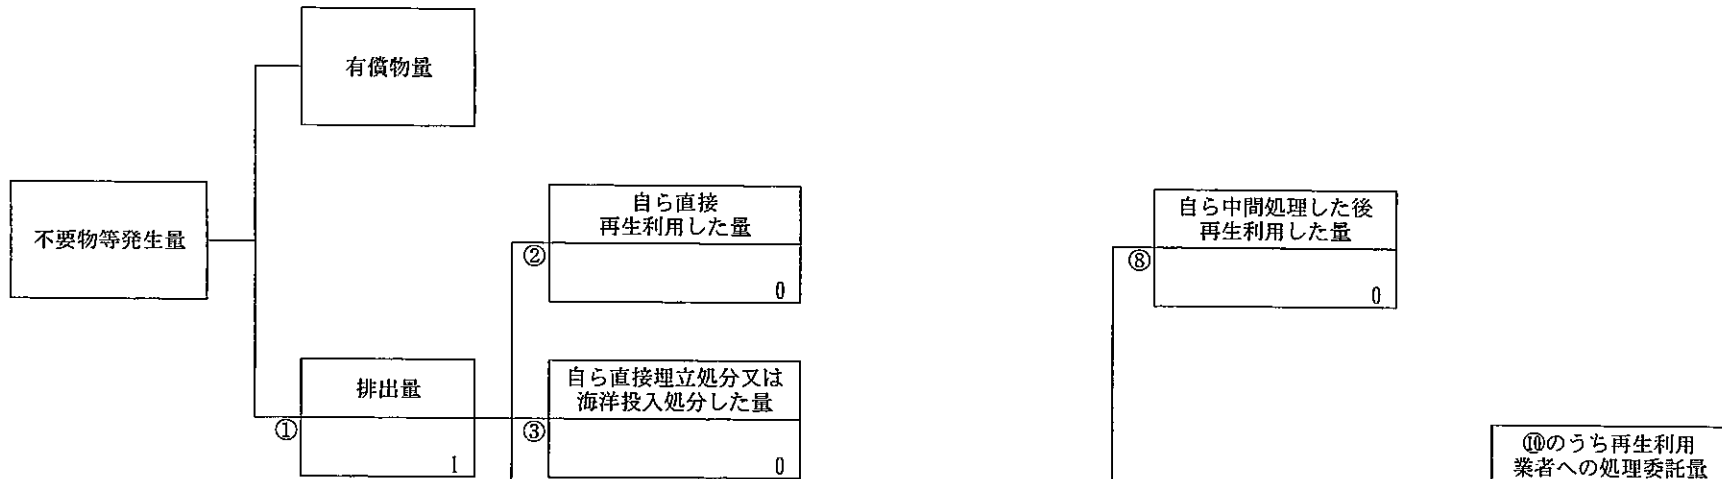 有償物量
不要物等発生量
自ら直接
再生利用した量
②
0
自ら中間処理した後
再生利用した量
⑧
0
排出量
①
1
自ら直接埋立処分又は
海洋投入処分した量
③
0
⑩のうち再生利用
業者への処理委託量